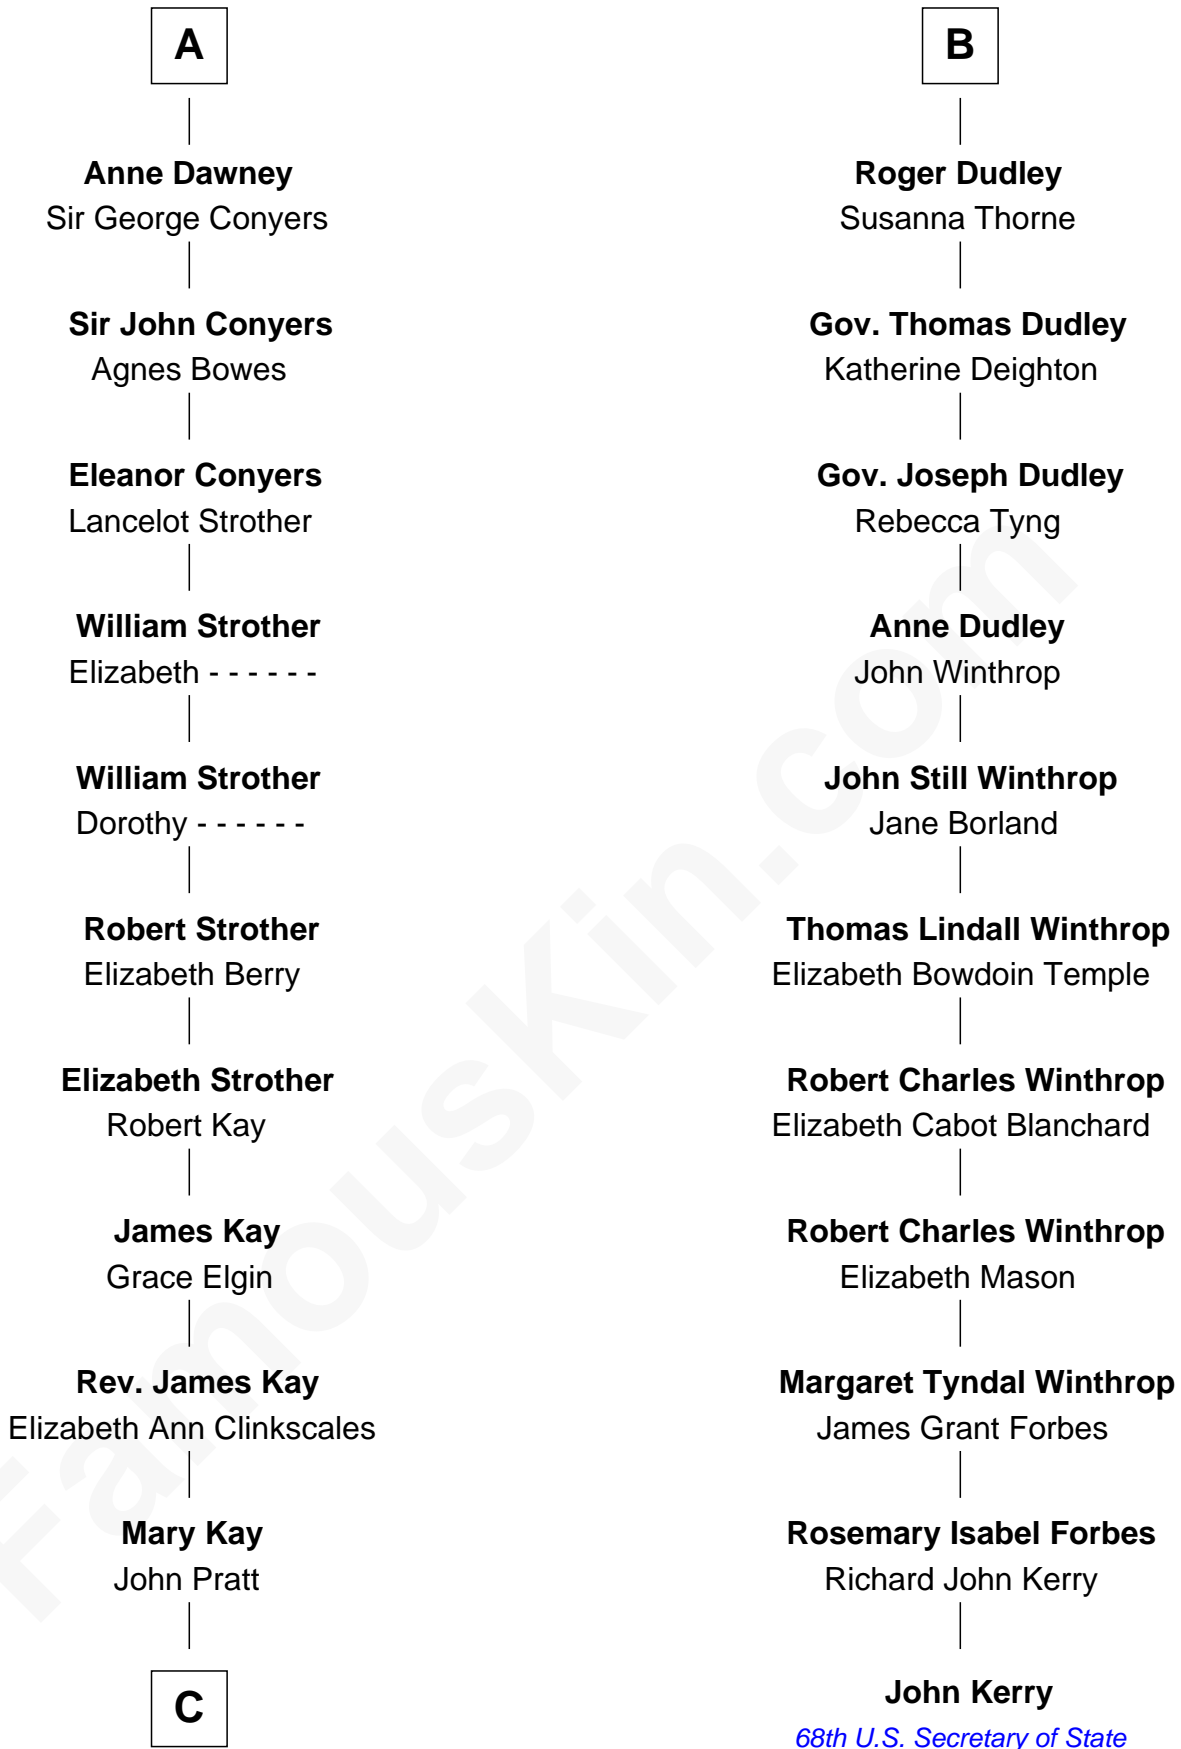 A
Anne Dawney
Sir George Conyers
Sir John Conyers
Agnes Bowes
Eleanor Conyers
Lancelot Strother
William Strother
Elizabeth - - - - - -
William Strother
Dorothy - - - - - -
Robert Strother
Elizabeth Berry
Elizabeth Strother
Robert Kay
James Kay
Grace Elgin
Rev. James Kay
Elizabeth Ann Clinkscales
Mary Kay
John Pratt
C
B
Roger Dudley
Susanna Thorne
Gov. Thomas Dudley
Katherine Deighton
Gov. Joseph Dudley
Rebecca Tyng
Anne Dudley
John Winthrop
John Still Winthrop
Jane Borland
Thomas Lindall Winthrop
Elizabeth Bowdoin Temple
Robert Charles Winthrop
Elizabeth Cabot Blanchard
Robert Charles Winthrop
Elizabeth Mason
Margaret Tyndal Winthrop
James Grant Forbes
Rosemary Isabel Forbes
Richard John Kerry
John Kerry
68th U.S. Secretary of State
FamousKin.com